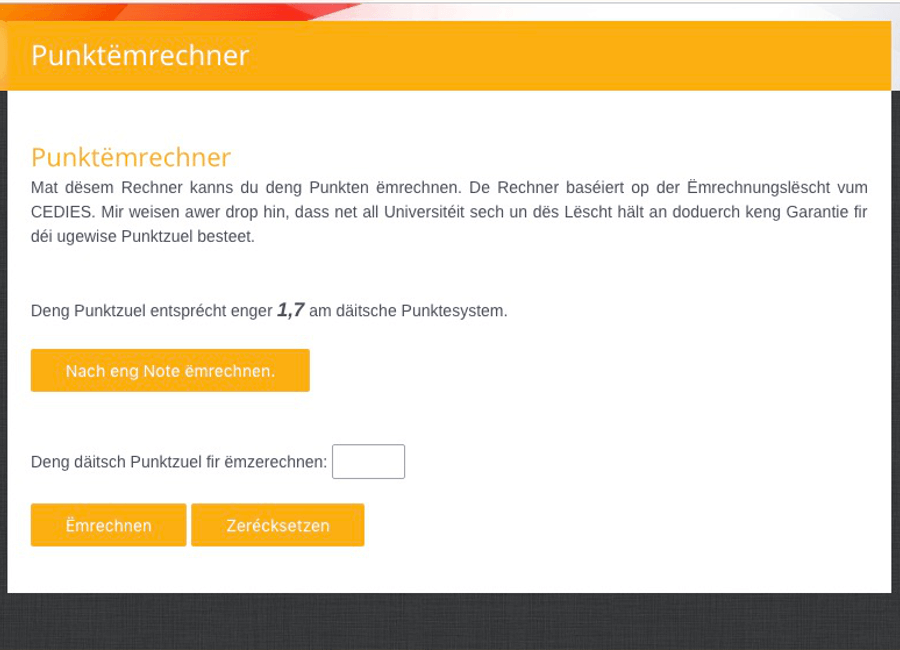 Punktëmrechner
Punktëmrechner
Mat dësem Rechner kanns du deng Punkten ëmrechnen. De Rechner baséiert op der Ëmrechnungslëscht vum
CEDIES. Mir weisen awer drop hin, dass net all Universitéit sech un dës Lëscht hält an doduerch keng Garantie fir
déi ugewise Punktzuel besteet.
Deng Punktzuel entsprécht enger 1,7 am däitsche Punktesystem.
Nach eng Note ëmrechnen.
Deng däitsch Punktzuel fir ëmzerechnen:
Ëmrechnen Zerécksetzen